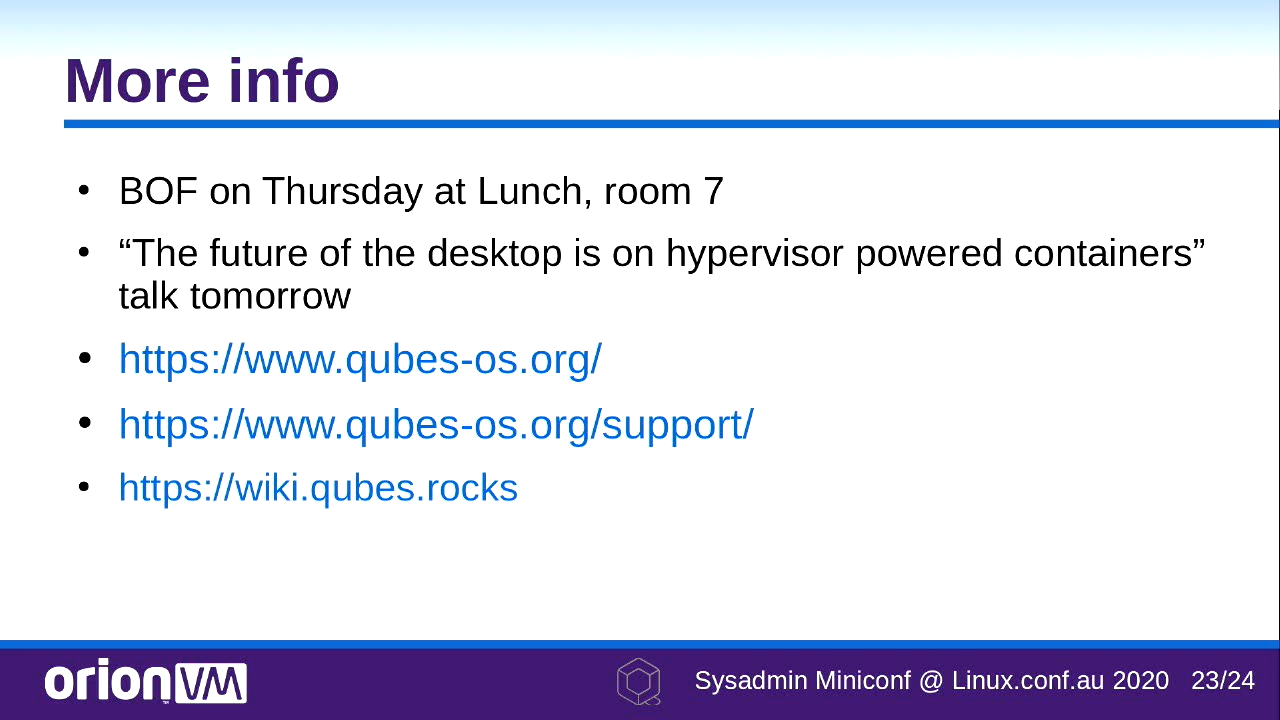 More info
• BOF on Thursday at Lunch, room 7
• “The future of the desktop is on hypervisor powered containers”
talk tomorrow
• https://www.qubes-os.org/
• https://www.qubes-os.org/support/
• https://wiki.qubes.rocks
orionVM
Sysadmin Miniconf @ Linux.conf.au 2020 23/24